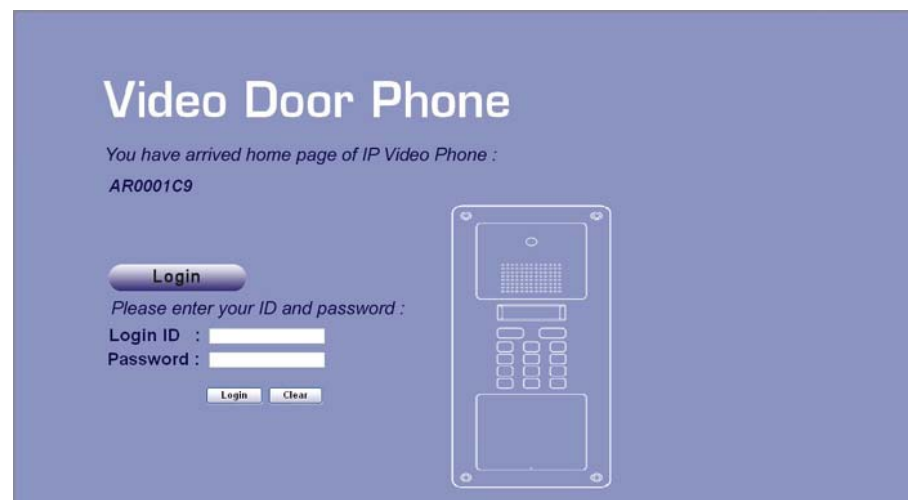 Video Door Phone
You have arrived home page of IP Video Phone :
AR0001C9
Login
Please enter your ID and password :
Login ID :
Password :
Login Clear